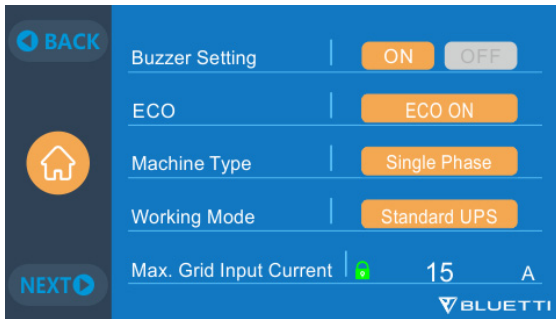 BACK
Buzzer Setting ON OFF
ECO ECO ON
Machine Type Single Phase
Working Mode Standard UPS
Max. Grid Input Current 15 A
NEXT
BLUETTI